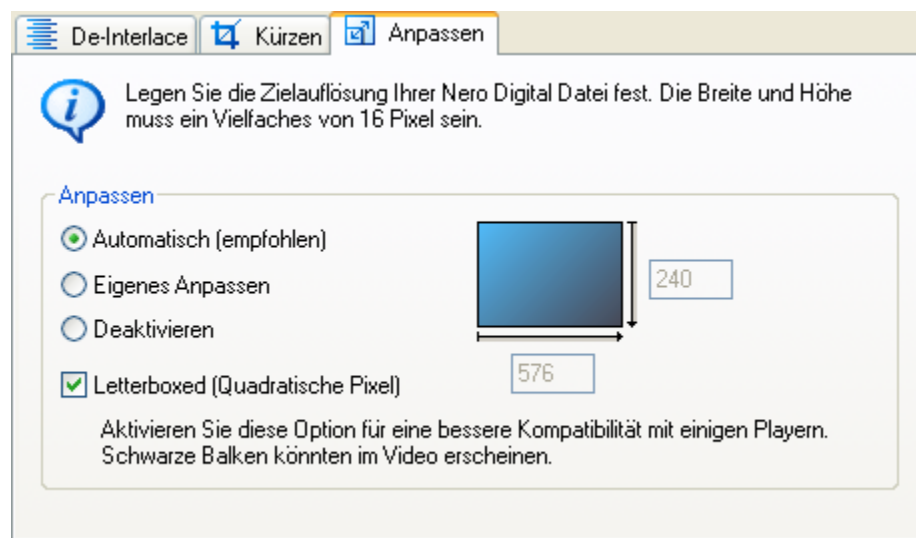 De-Interlace Kürzen Anpassen
Legen Sie die Zielauflösung Ihrer Nero Digital Datei fest. Die Breite und Höhe
muss ein Vielfaches von 16 Pixel sein.
Anpassen
Automatisch (empfohlen)
Eigenes Anpassen
Deaktivieren
240
576
Letterboxed (Quadratische Pixel)
Aktivieren Sie diese Option für eine bessere Kompatibilität mit einigen Playern.
Schwarze Balken könnten im Video erscheinen.